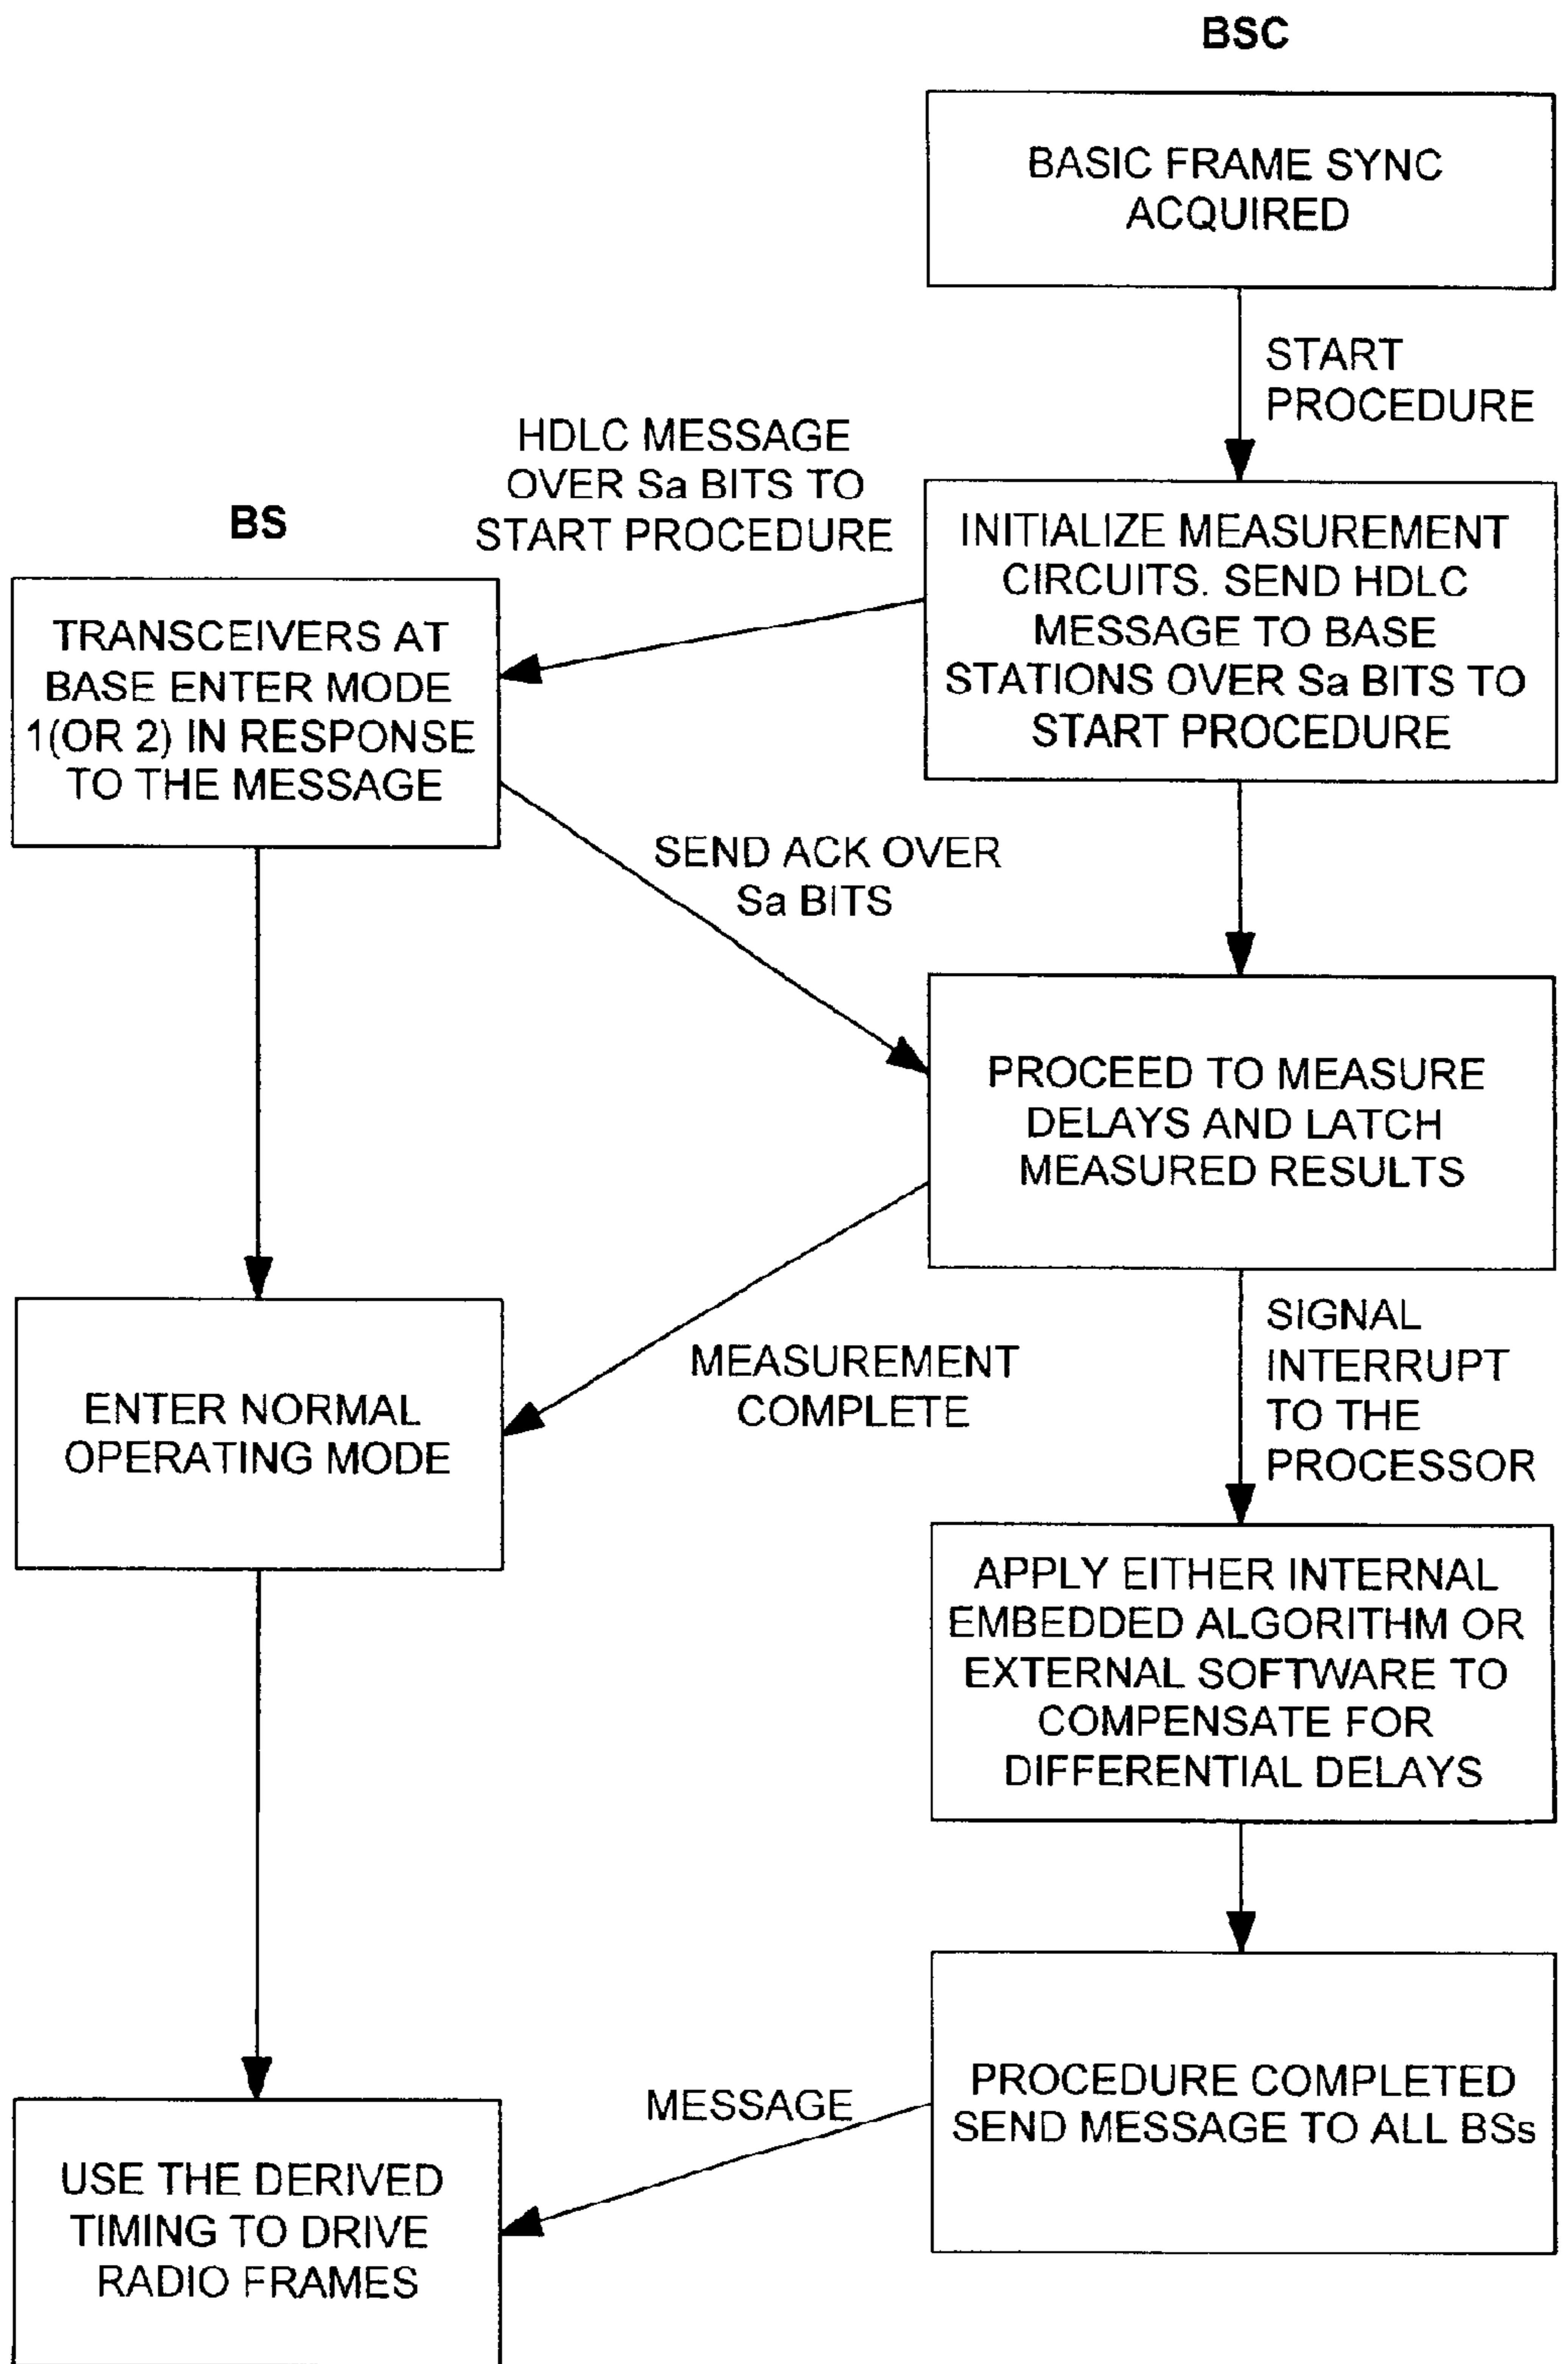 BSC
BASIC FRAME SYNC
ACQUIRED
START
PROCEDURE
HDLC MESSAGE
OVER Sa BITS TO
START PROCEDURE
INITIALIZE MEASUREMENT
CIRCUITS. SEND HDLC
MESSAGE TO BASE
STATIONS OVER Sa BITS TO
START PROCEDURE
BS
TRANSCEIVERS AT
BASE ENTER MODE
1(OR 2) IN RESPONSE
TO THE MESSAGE
SEND ACK OVER
Sa BITS
PROCEED TO MEASURE
DELAYS AND LATCH
MEASURED RESULTS
MEASUREMENT
COMPLETE
SIGNAL
INTERRUPT
TO THE
PROCESSOR
ENTER NORMAL
OPERATING MODE
APPLY EITHER INTERNAL
EMBEDDED ALGORITHM OR
EXTERNAL SOFTWARE TO
COMPENSATE FOR
DIFFERENTIAL DELAYS
PROCEDURE COMPLETED
SEND MESSAGE TO ALL BSs
MESSAGE
USE THE DERIVED
TIMING TO DRIVE
RADIO FRAMES